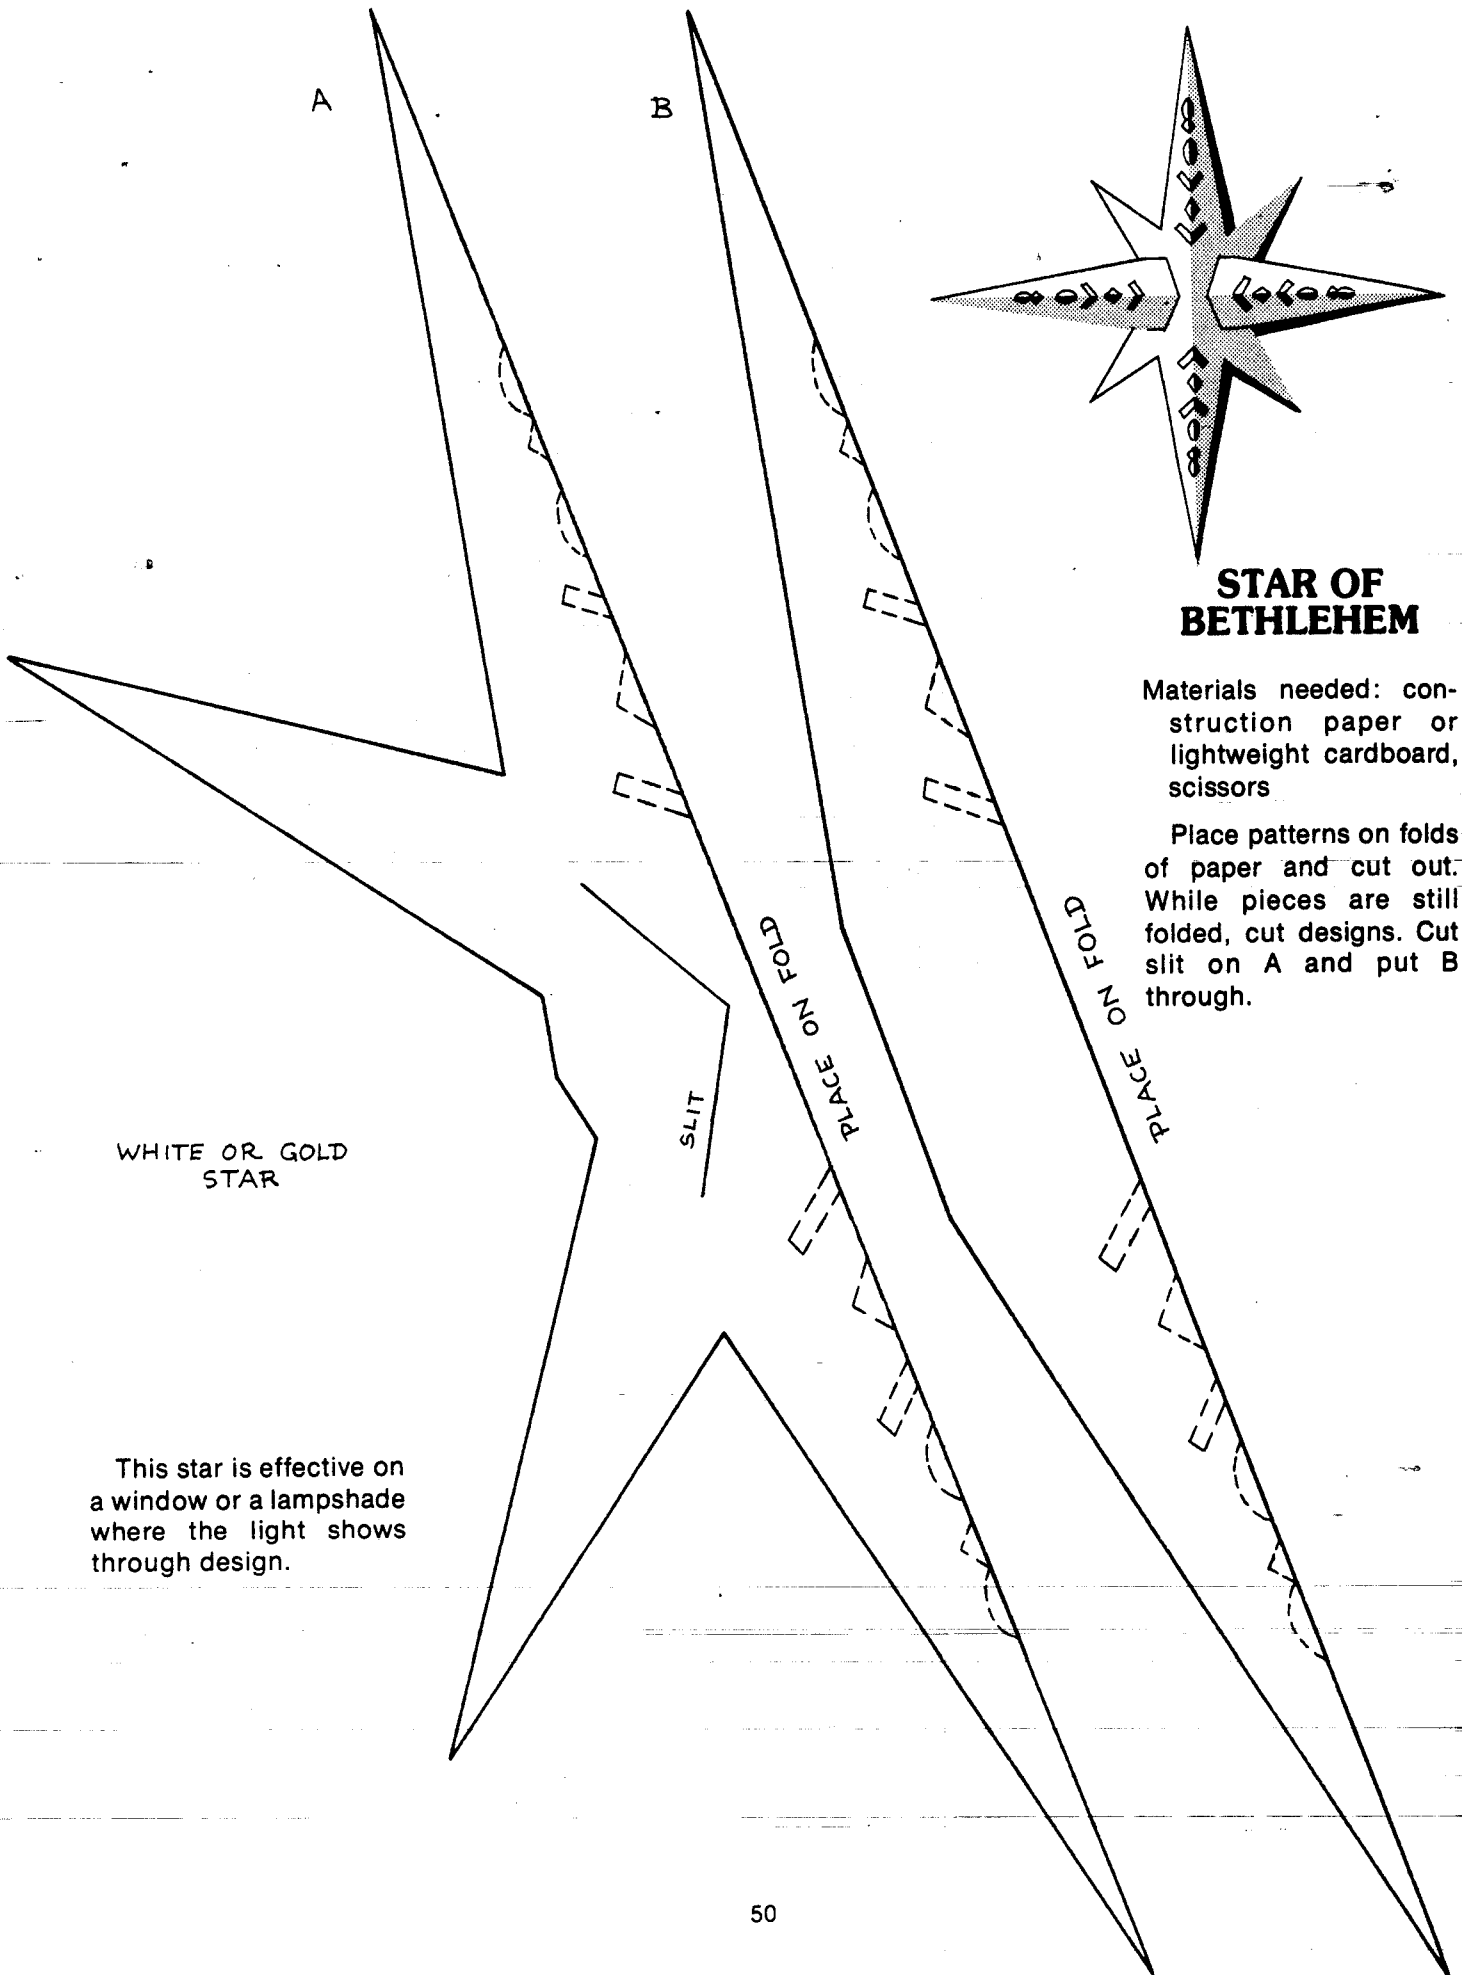 A
B
STAR OF
BETHLEHEM
Materials needed: con-
struction paper or
lightweight cardboard,
scissors
Place patterns on folds
of paper and cut out.
While pieces are still
folded, cut designs. Cut
slit on A and put B
through.
PLACE ON FOLD
PLACE ON FOLD
SLIT
WHITE OR GOLD
STAR
This star is effective on
a window or a lampshade
where the light shows
through design.
50